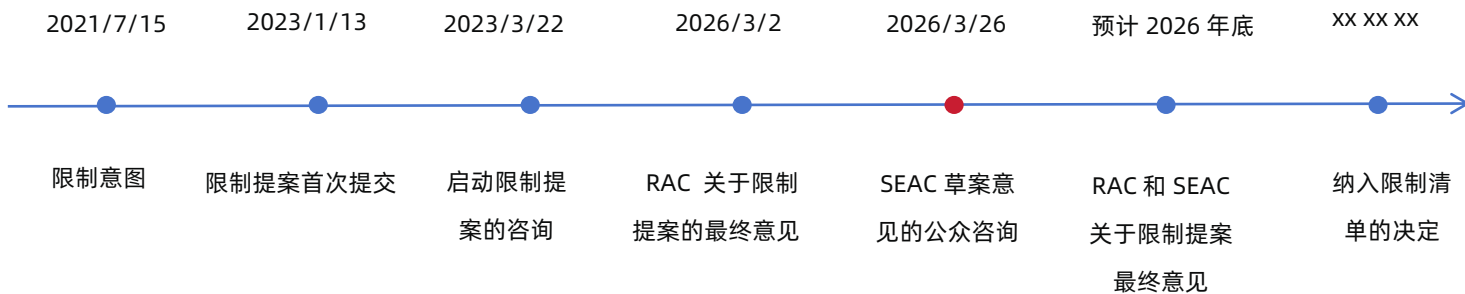 2021/7/15
2023/1/13
2023/3/22
2026/3/2
2026/3/26
预计 2026 年底
xx xx xx
限制意图
限制提案首次提交
启动限制提
案的咨询
RAC 关于限制
提案的最终意见
SEAC 草案意
见的公众咨询
RAC 和 SEAC
关于限制提案
最终意见
纳入限制清
单的决定